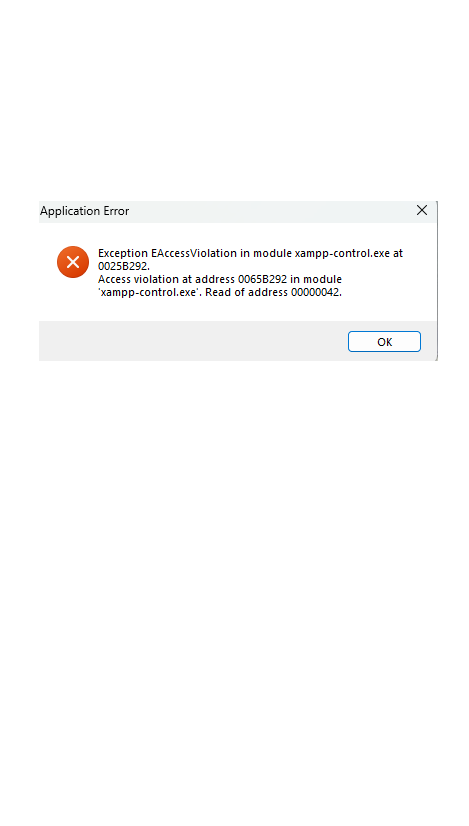 Application Error
Exception EAccessViolation in module xampp-control.exe at
0025B292.
Access violation at address 0065B292 in module
'xampp-control.exe'. Read of address 00000042.
OK